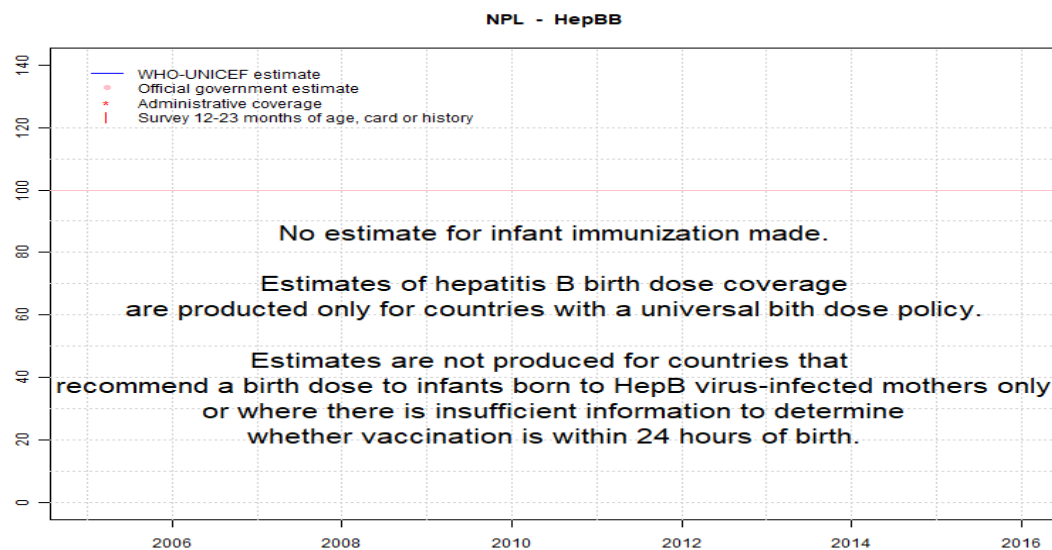 NPL - HepBB
140
120
100
80
60
40
20
0
WHO-UNICEF estimate
Official government estimate
Administrative coverage
Survey 12-23 months of age, card or history
No estimate for infant immunization made.
Estimates of hepatitis B birth dose coverage
are producted only for countries with a universal bith dose policy.
Estimates are not produced for countries that
recommend a birth dose to infants born to HepB virus-infected mothers only
or where there is insufficient information to determine
whether vaccination is within 24 hours of birth.
2006 2008 2010 2012 2014 2016